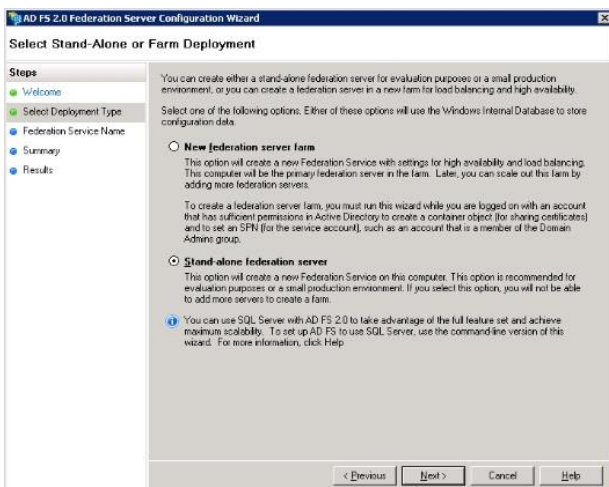 AD FS 2.0 Federation Server Configuration Wizard
Select Stand-Alone or Farm Deployment
Steps
Welcome
Select Deployment Type
Federation Service Name
Summary
Results
You can create either a stand-alone federation server for evaluation purposes or a small production
environment, or you can create a federation server in a new farm for load balancing and high availability.
Select one of the following options. Either of these options will use the Windows Internal Database to store
configuration data.
New federation server farm
This option will create a new Federation Service with settings for high availability and load balancing.
This computer will be the primary federation server in the farm. Later, you can scale out this farm by
adding more federation servers.
To create a federation server farm, you must run this wizard while you are logged on with an account
that has sufficient permissions in Active Directory to create a container object (for sharing certificates)
and to set an SPN (for the service account), such as an account that is a member of the Domain
Admins group.
Stand-alone federation server
This option will create a new Federation Service on this computer. This option is recommended for
evaluation purposes or a small production environment. If you select this option, you will not be able
to add more servers to create a farm.
You can use SQL Server with AD FS 2.0 to take advantage of the full feature set and achieve
maximum scalability. To set up AD FS to use SQL Server, use the command-line version of this
wizard. For more information, click Help
< Previous
Next >
Cancel
Help